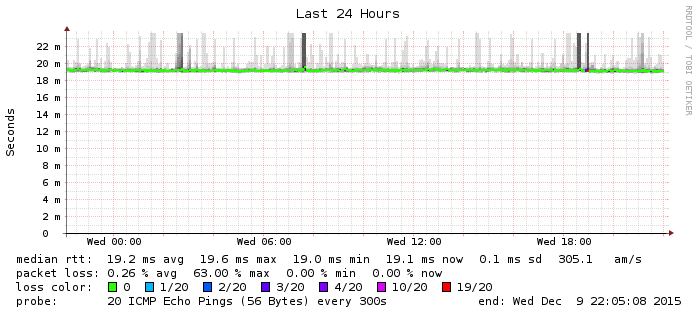 Last 24 Hours
RRDTOOL / TOBI OETIKER
Seconds
22 m
20 m
18 m
16 m
14 m
12 m
10 m
8 m
6 m
4 m
2 m
0
Wed 00:00 Wed 06:00 Wed 12:00 Wed 18:00
median rtt: 19.2 ms avg 19.6 ms max 19.0 ms min 19.1 ms now 0.1 ms sd 305.1 am/s
packet loss: 0.26 % avg 63.00 % max 0.00 % min 0.00 % now
loss color: 0 1/20 2/20 3/20 4/20 10/20 19/20
probe: 20 ICMP Echo Pings (56 Bytes) every 300s end: Wed Dec 9 22:05:08 2015